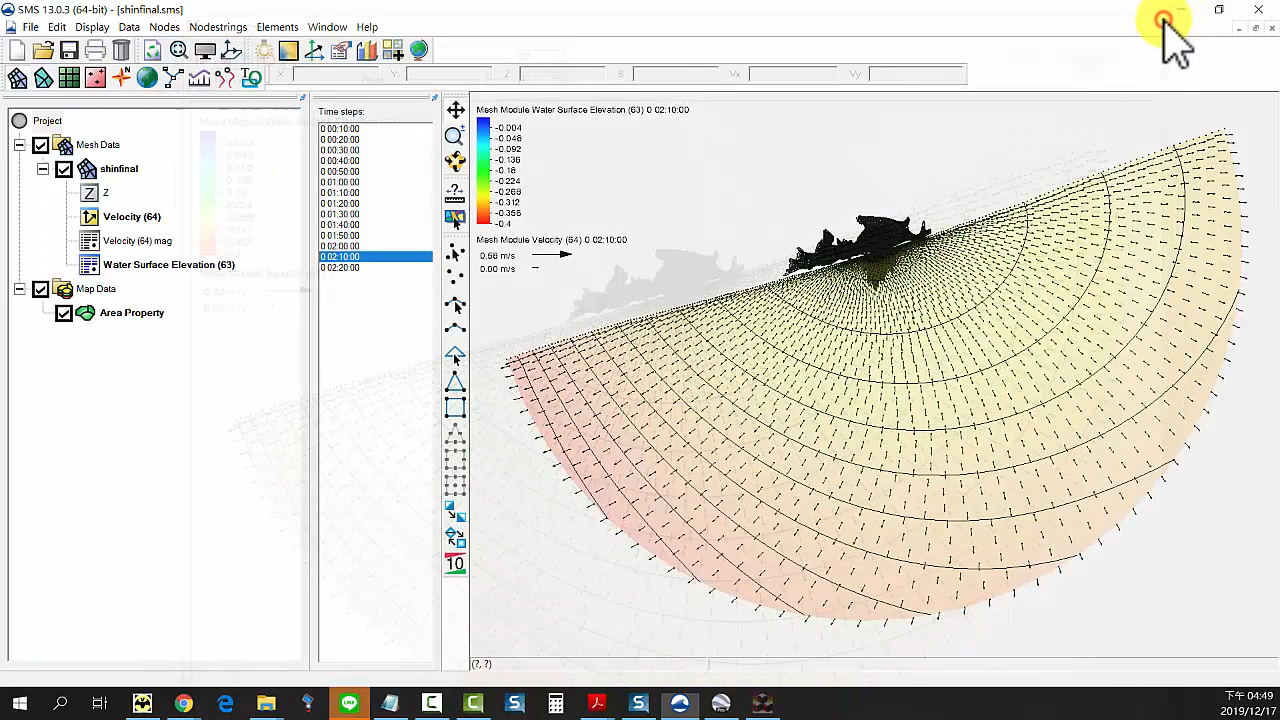 SMS 13.0.3 (64-bit) - [shinfinal.sms]
File Edit Display Data Nodes Nodestrings Elements Window Help
X Y: Z S Vx Vy
Project
Mesh Data
shinfinal
Z
Velocity (64)
Velocity (64) mag
Water Surface Elevation (63)
Map Data
Area Property
Time steps:
0 00:10:00
0 00:20:00
0 00:30:00
0 00:40:00
0 00:50:00
0 01:00:00
0 01:10:00
0 01:20:00
0 01:30:00
0 01:40:00
0 01:50:00
0 02:00:00
0 02:10:00
0 02:20:00
10
Mesh Module Water Surface Elevation (63) 0 02:10:00
-0.004
-0.048
-0.092
-0.136
-0.18
-0.224
-0.268
-0.312
-0.356
-0.4
Mesh Module Velocity (64) 0 02:10:00
0.56 m/s
0.00 m/s
(?, ?)
下午 04:49
2019/12/17